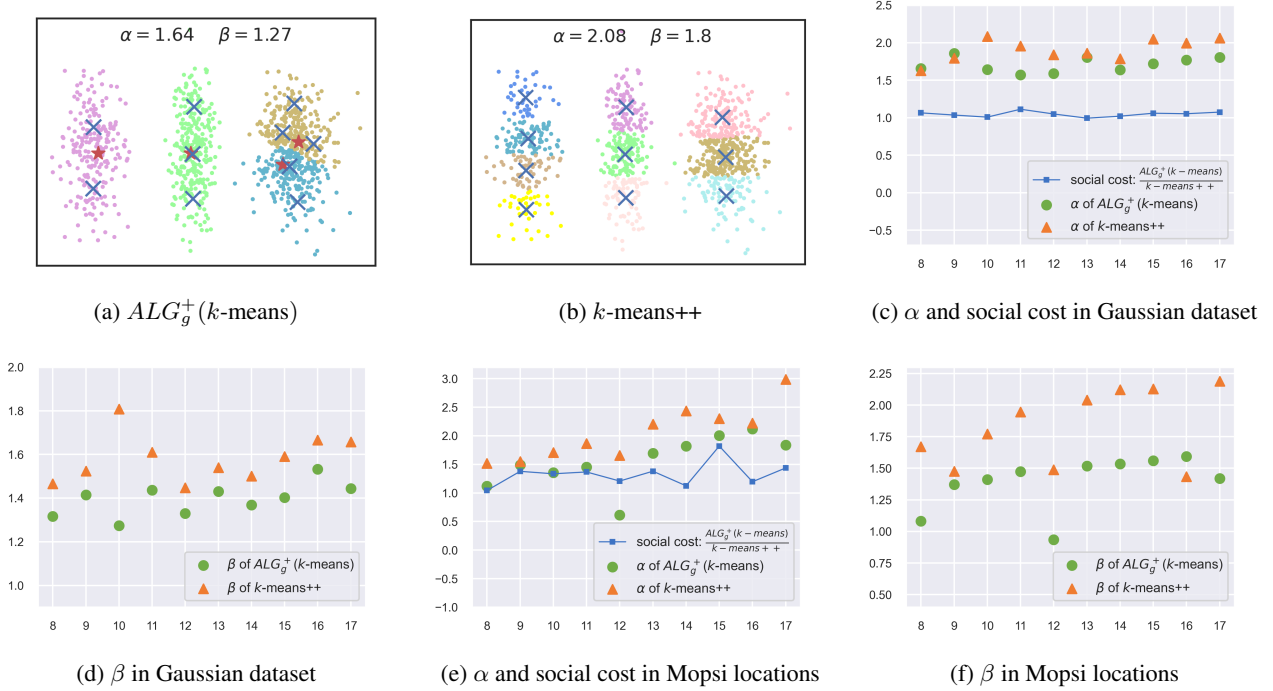 α = 1.64 β = 1.27
(a) ALG_g^+(k-means)
α = 2.08 β = 1.8
(b) k-means++
2.5
2.0
1.5
1.0
0.5
0.0
−0.5
social cost: ALG_g^+(k − means) / k − means + +
α of ALG_g^+(k-means)
α of k-means++
8 9 10 11 12 13 14 15 16 17
(c) α and social cost in Gaussian dataset
2.0
1.8
1.6
1.4
1.2
1.0
β of ALG_g^+(k-means)
β of k-means++
8 9 10 11 12 13 14 15 16 17
(d) β in Gaussian dataset
3.0
2.5
2.0
1.5
1.0
0.5
0.0
−0.5
−1.0
social cost: ALG_g^+(k − means) / k − means + +
α of ALG_g^+(k-means)
α of k-means++
8 9 10 11 12 13 14 15 16 17
(e) α and social cost in Mopsi locations
2.25
2.00
1.75
1.50
1.25
1.00
0.75
0.50
β of ALG_g^+(k-means)
β of k-means++
8 9 10 11 12 13 14 15 16 17
(f) β in Mopsi locations